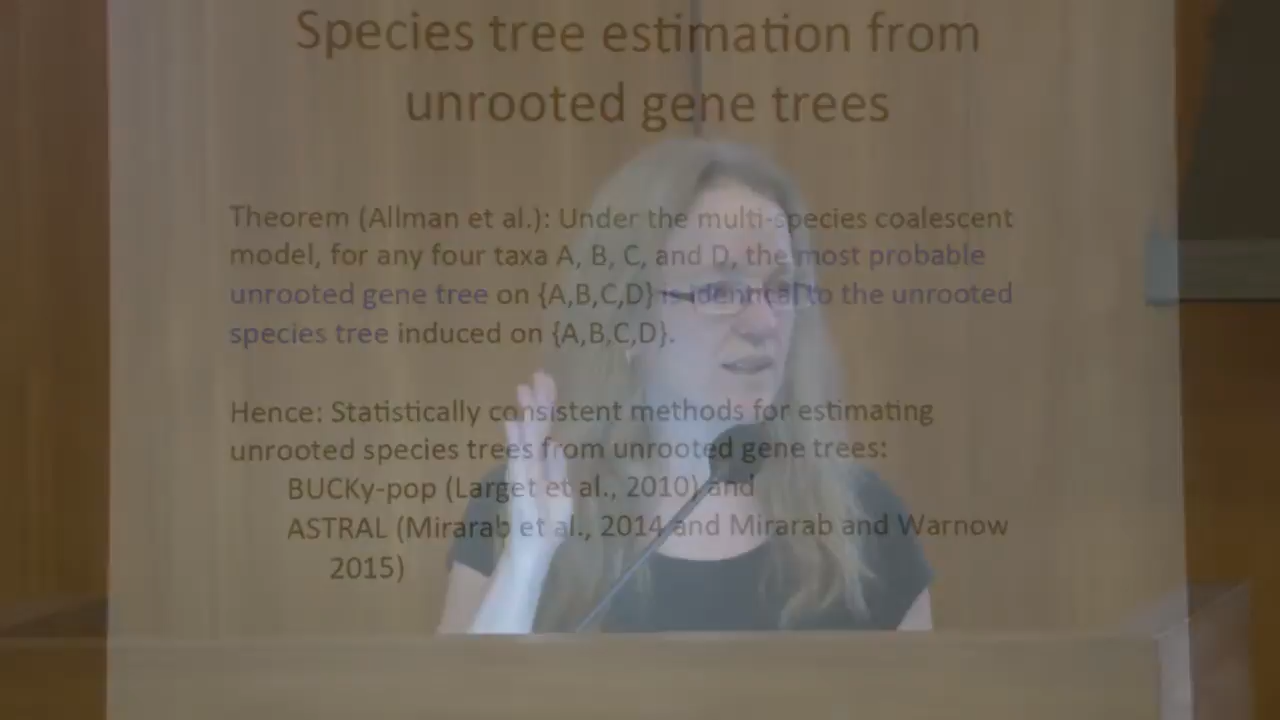 Species tree estimation from
unrooted gene trees
Theorem (Allman et al.): Under the multi-species coalescent
model, for any four taxa A, B, C, and D, the most probable
unrooted gene tree on {A,B,C,D} is identical to the unrooted
species tree induced on {A,B,C,D}.
Hence: Statistically consistent methods for estimating
unrooted species trees from unrooted gene trees:
BUCKy-pop (Larget et al., 2010) and
ASTRAL (Mirarab et al., 2014 and Mirarab and Warnow
2015)